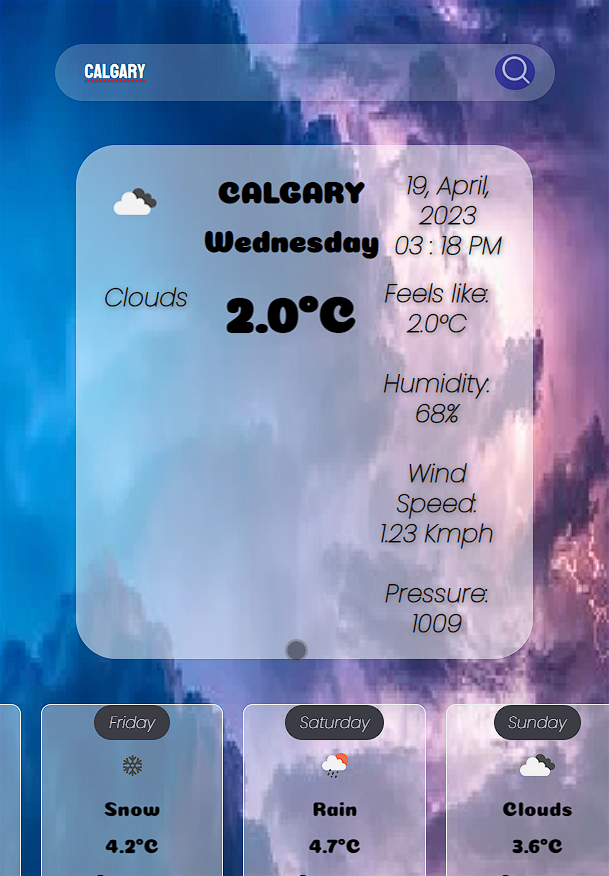 CALGARY
CALGARY
Wednesday
19, April,
2023
03 : 18 PM
Clouds
2.0°C
Feels like:
2.0°C
Humidity:
68%
Wind
Speed:
1.23 Kmph
Pressure:
1009
Friday
Snow
4.2°C
Saturday
Rain
4.7°C
Sunday
Clouds
3.6°C